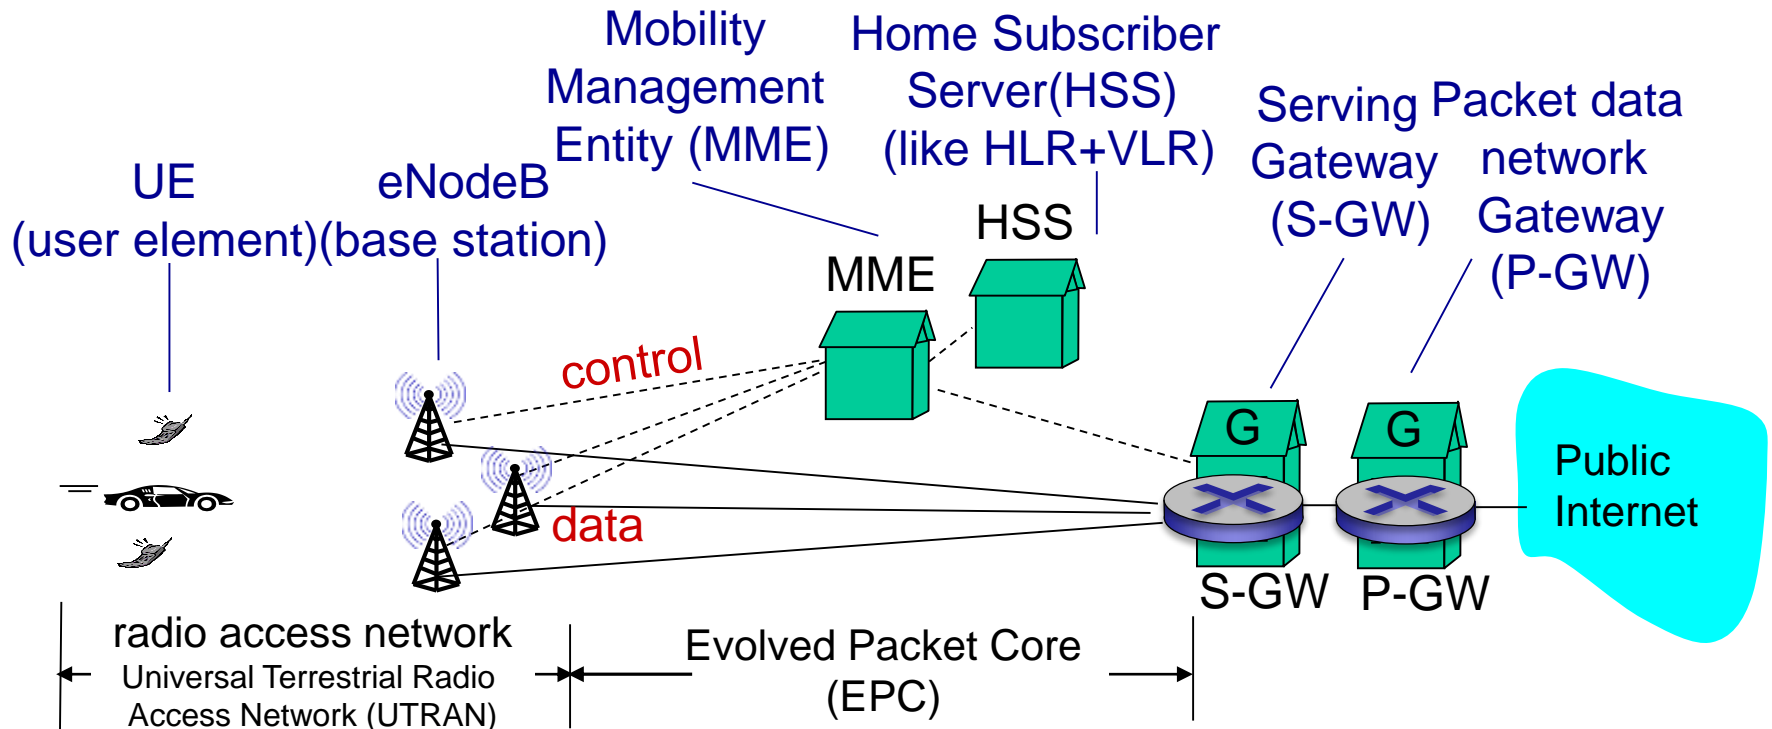 Mobility
Management
Entity (MME)
Home Subscriber
Server(HSS)
(like HLR+VLR)
Serving
Gateway
(S-GW)
Packet data
network
Gateway
(P-GW)
UE
(user element)
eNodeB
(base station)
HSS
MME
control
data
G
G
Public
Internet
S-GW
P-GW
radio access network
Universal Terrestrial Radio
Access Network (UTRAN)
Evolved Packet Core
(EPC)